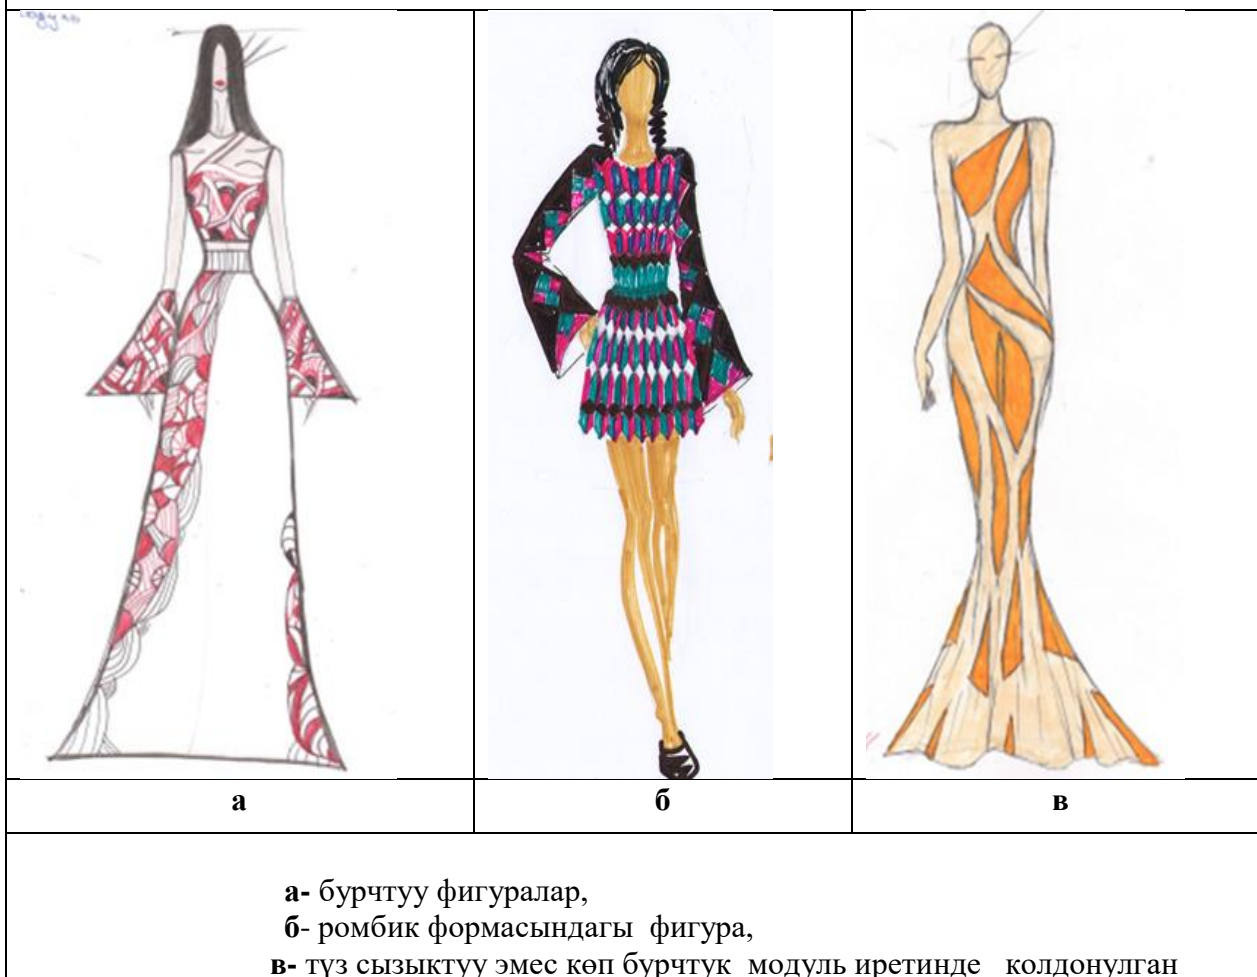 а
б
в
а- бурчтуу фигуралар,
б- ромбик формасындагы фигура,
в- түз сызыктуу эмес көп бурчтук модуль иретинде колдонулган